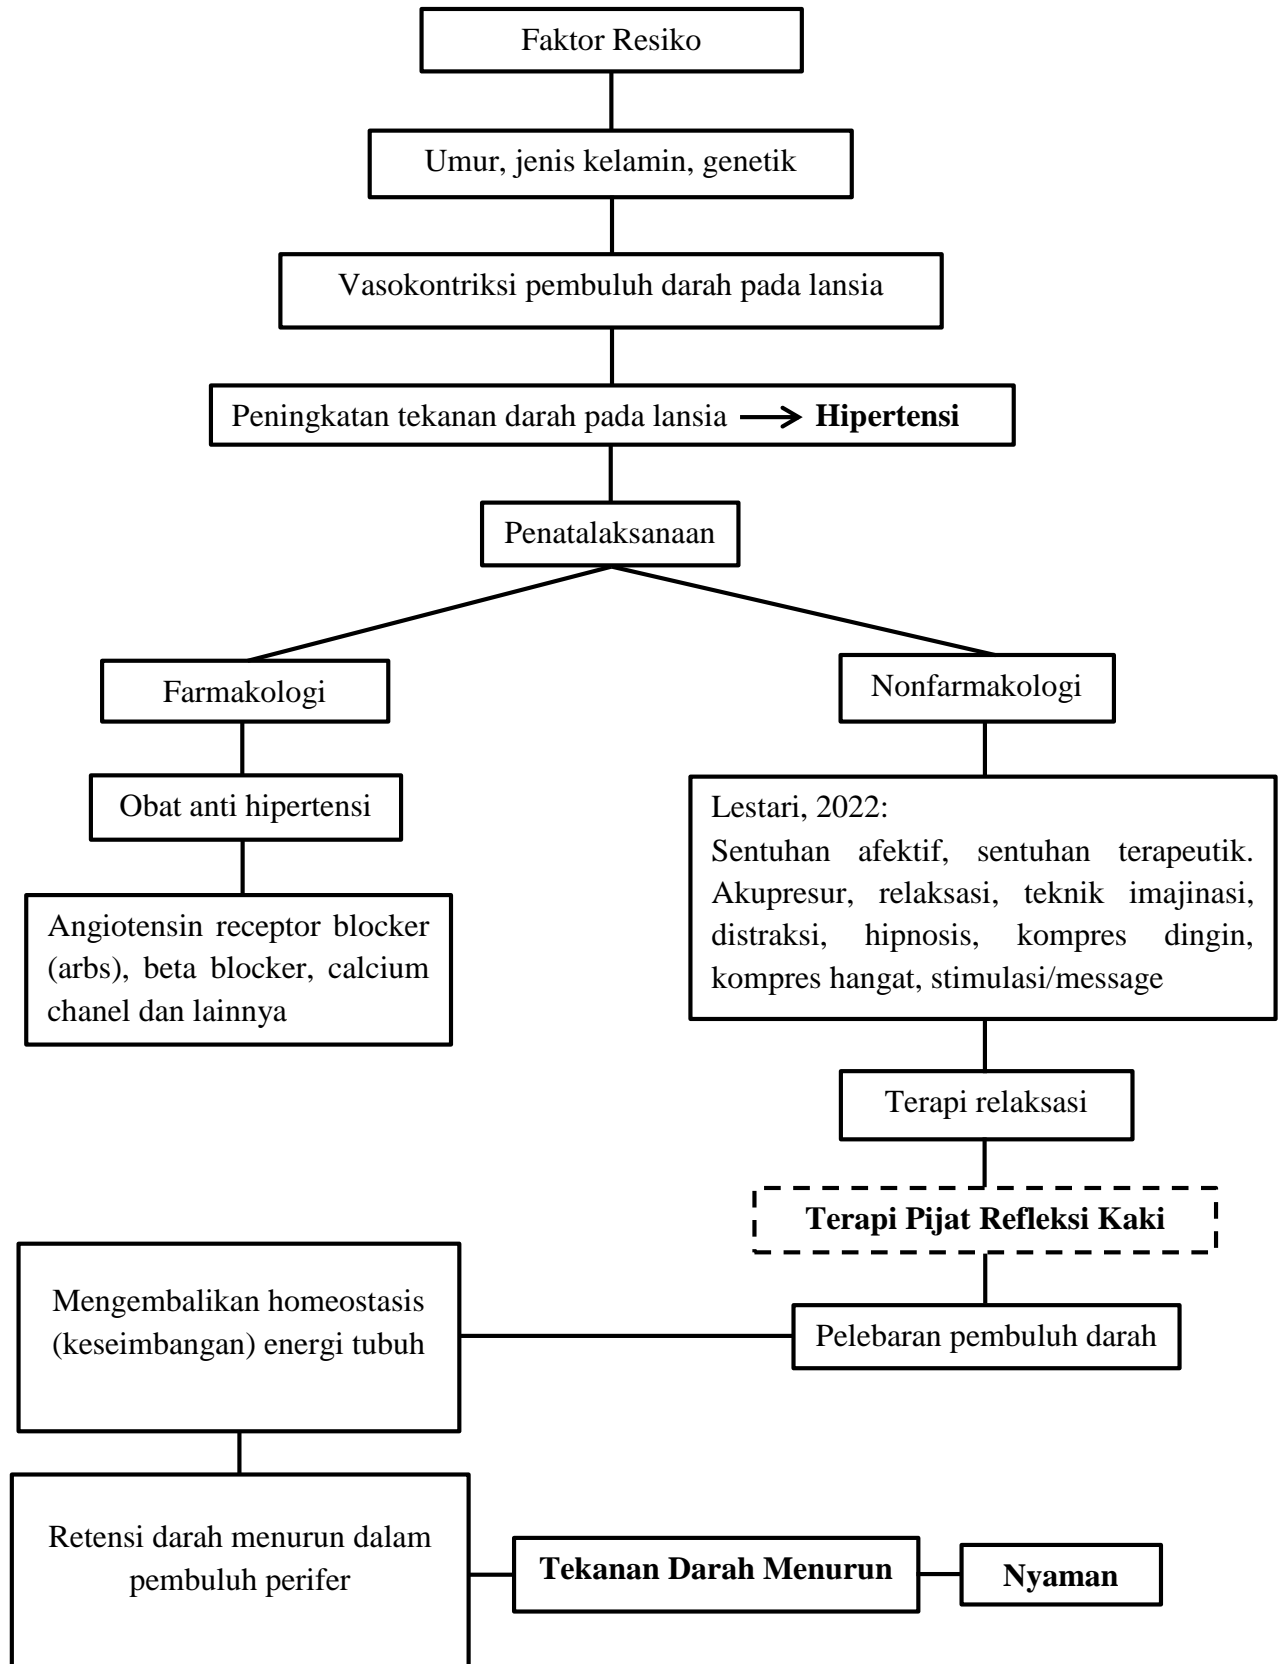 Faktor Resiko
Umur, jenis kelamin, genetik
Vasokontriksi pembuluh darah pada lansia
Peningkatan tekanan darah pada lansia → Hipertensi
Penatalaksanaan
Farmakologi
Nonfarmakologi
Obat anti hipertensi
Angiotensin receptor blocker
(arbs), beta blocker, calcium
chanel dan lainnya
Lestari, 2022:
Sentuhan afektif, sentuhan terapeutik.
Akupresur, relaksasi, teknik imajinasi,
distraksi, hipnosis, kompres dingin,
kompres hangat, stimulasi/message
Terapi relaksasi
Terapi Pijat Refleksi Kaki
Pelebaran pembuluh darah
Mengembalikan homeostasis
(keseimbangan) energi tubuh
Retensi darah menurun dalam
pembuluh perifer
Tekanan Darah Menurun
Nyaman